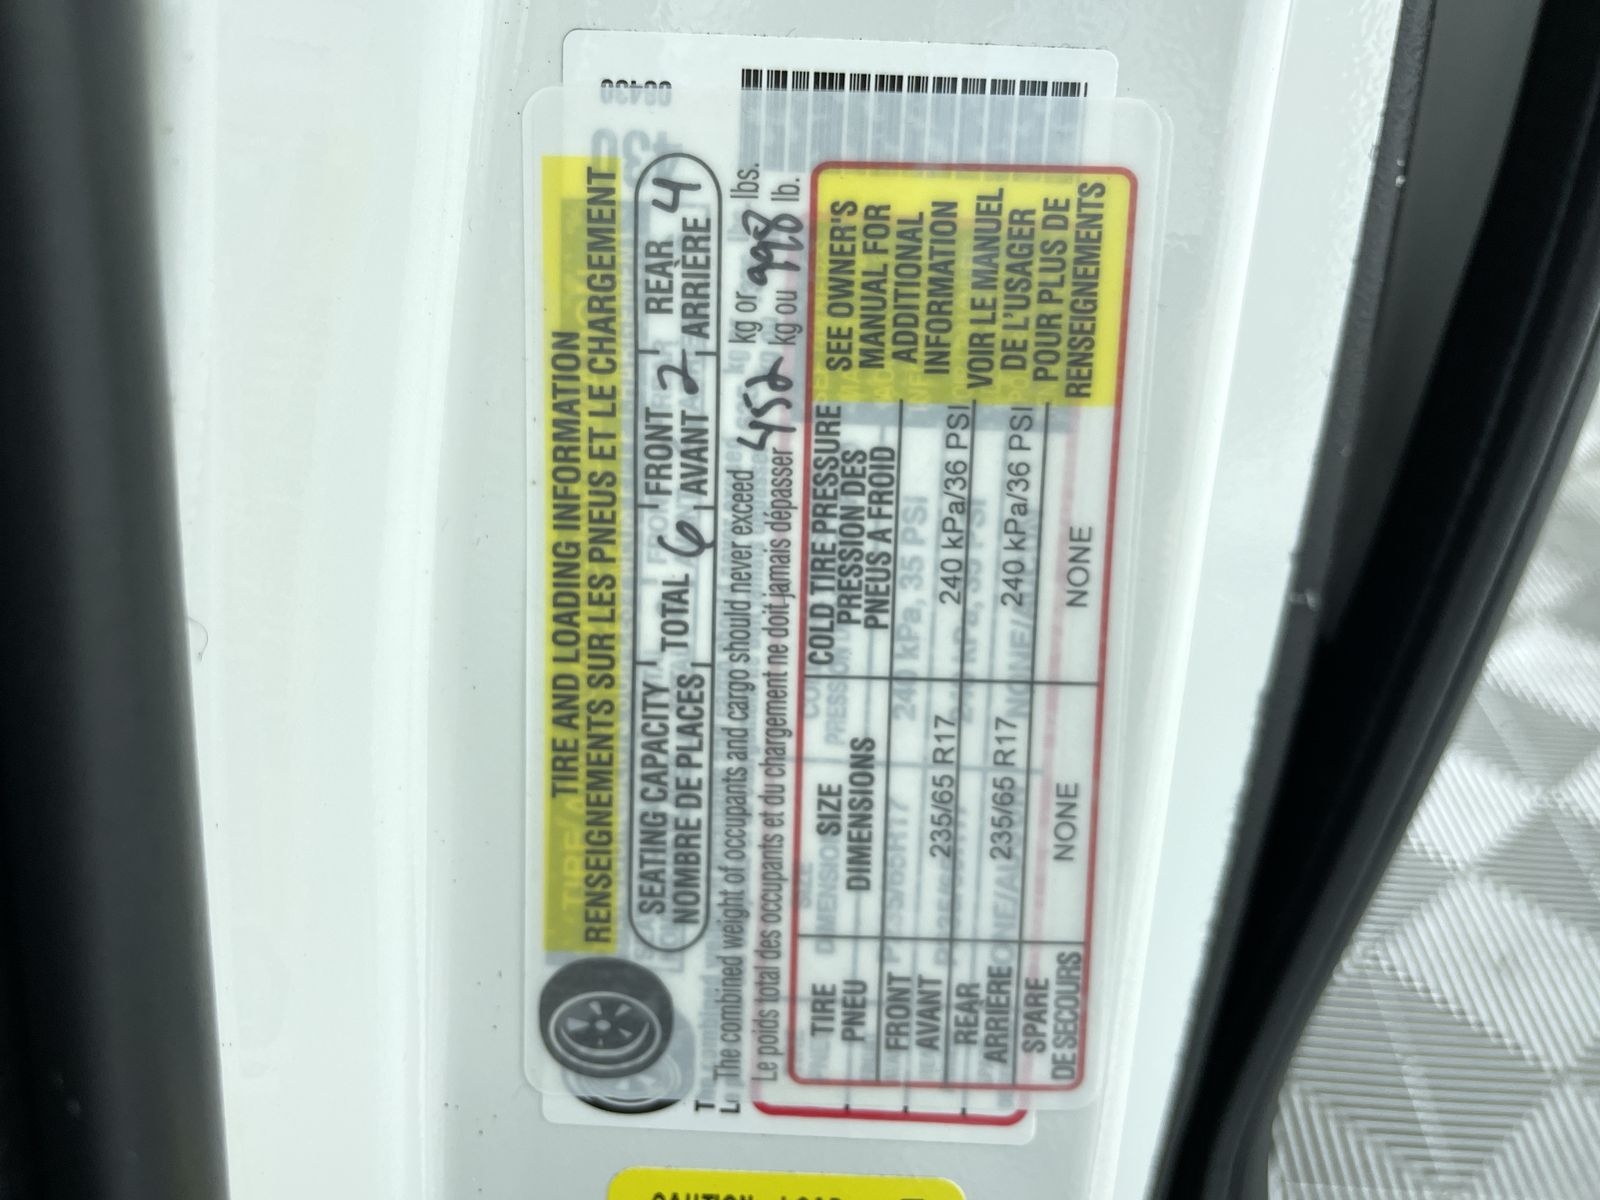 08430
TIRE AND LOADING INFORMATION
RENSEIGNEMENTS SUR LES PNEUS ET LE CHARGEMENT
SEATING CAPACITY TOTAL 6 FRONT 2 REAR 4
NOMBRE DE PLACES AVANT ARRIÈRE
The combined weight of occupants and cargo should never exceed 452 kg or 998 lbs.
Le poids total des occupants et du chargement ne doit jamais dépasser kg ou lb.
TIRE SIZE COLD TIRE PRESSURE
PNEU DIMENSIONS PRESSION DES
PNEUS A FROID
FRONT
AVANT 235/65 R17 240 kPa/36 PSI
REAR
ARRIÈRE 235/65 R17 240 kPa/36 PSI
SPARE
DE SECOURS NONE NONE
SEE OWNER'S
MANUAL FOR
ADDITIONAL
INFORMATION
VOIR LE MANUEL
DE L'USAGER
POUR PLUS DE
RENSEIGNEMENTS